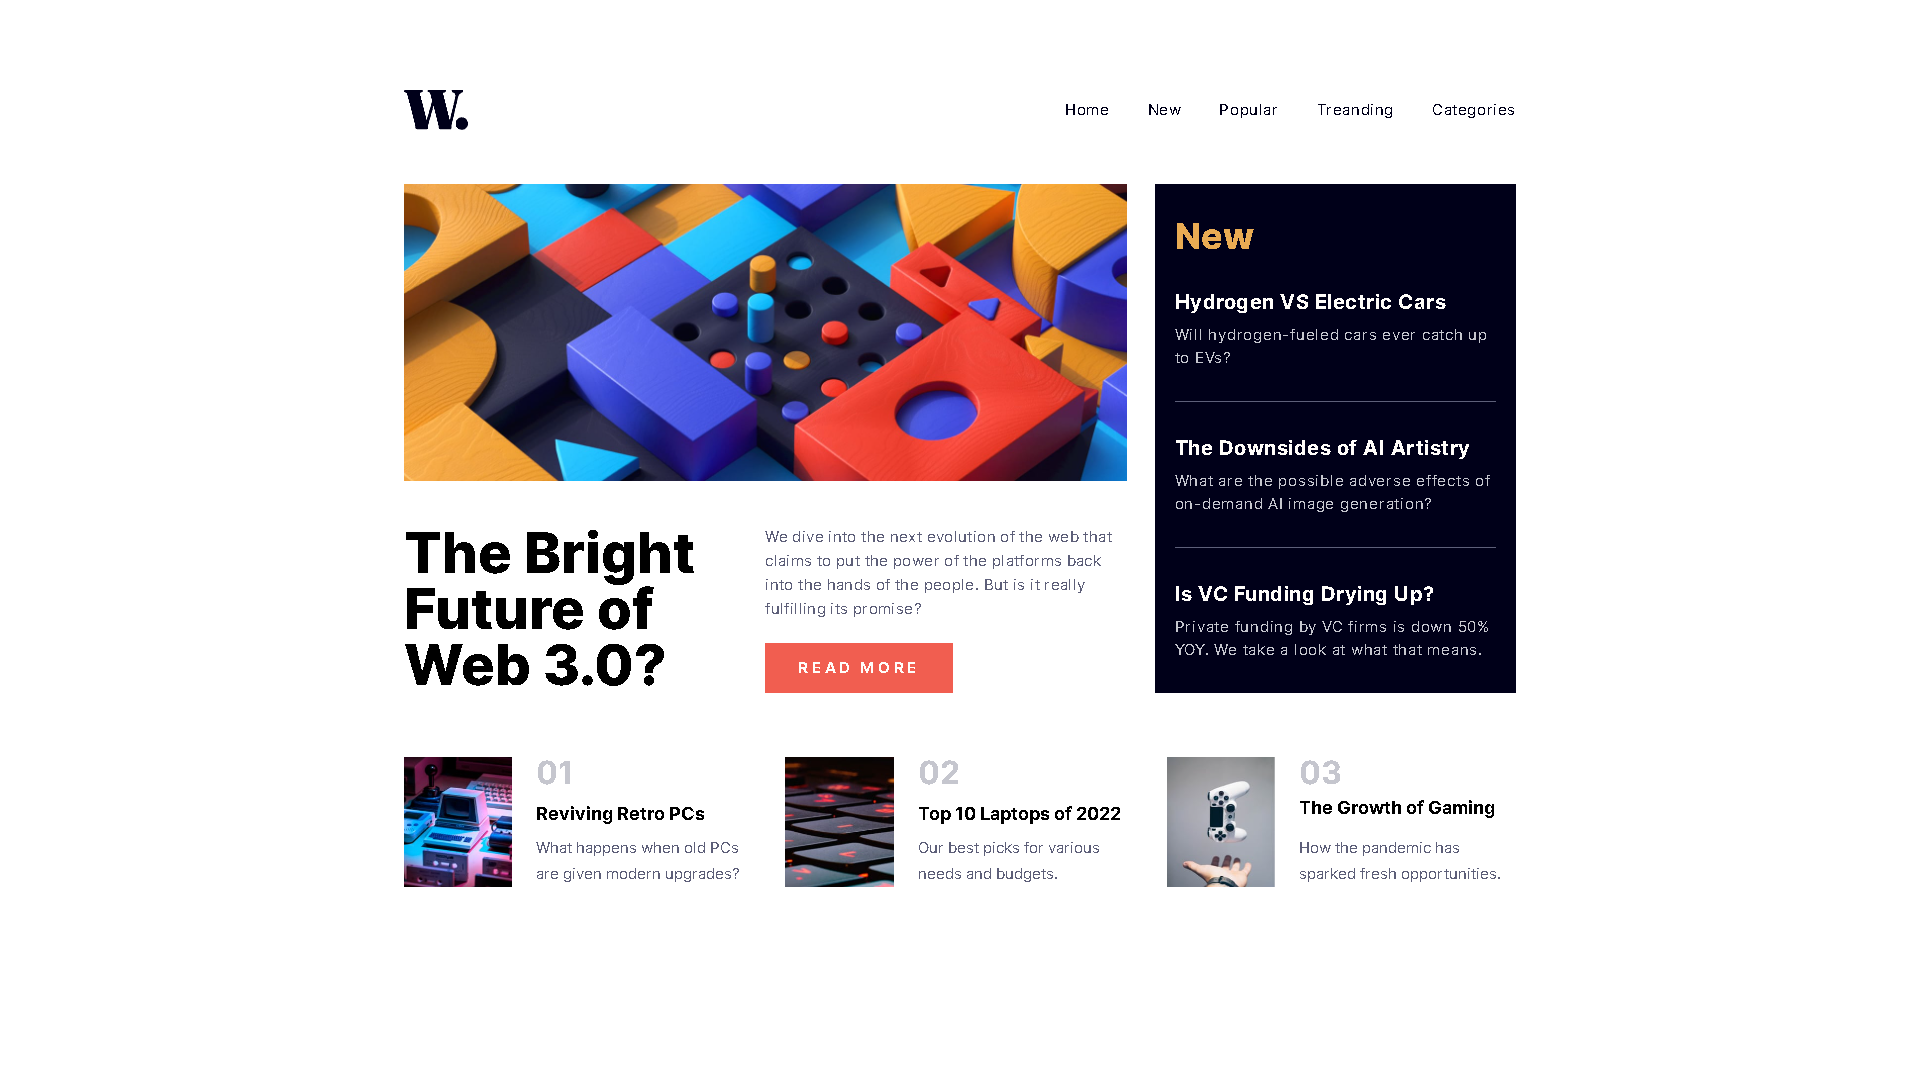 W.
Home New Popular Treanding Categories
New
Hydrogen VS Electric Cars
Will hydrogen-fueled cars ever catch up
to EVs?
The Downsides of AI Artistry
What are the possible adverse effects of
on-demand AI image generation?
Is VC Funding Drying Up?
Private funding by VC firms is down 50%
YOY. We take a look at what that means.
The Bright
Future of
Web 3.0?
We dive into the next evolution of the web that
claims to put the power of the platforms back
into the hands of the people. But is it really
fulfilling its promise?
READ MORE
01
Reviving Retro PCs
What happens when old PCs
are given modern upgrades?
02
Top 10 Laptops of 2022
Our best picks for various
needs and budgets.
03
The Growth of Gaming
How the pandemic has
sparked fresh opportunities.